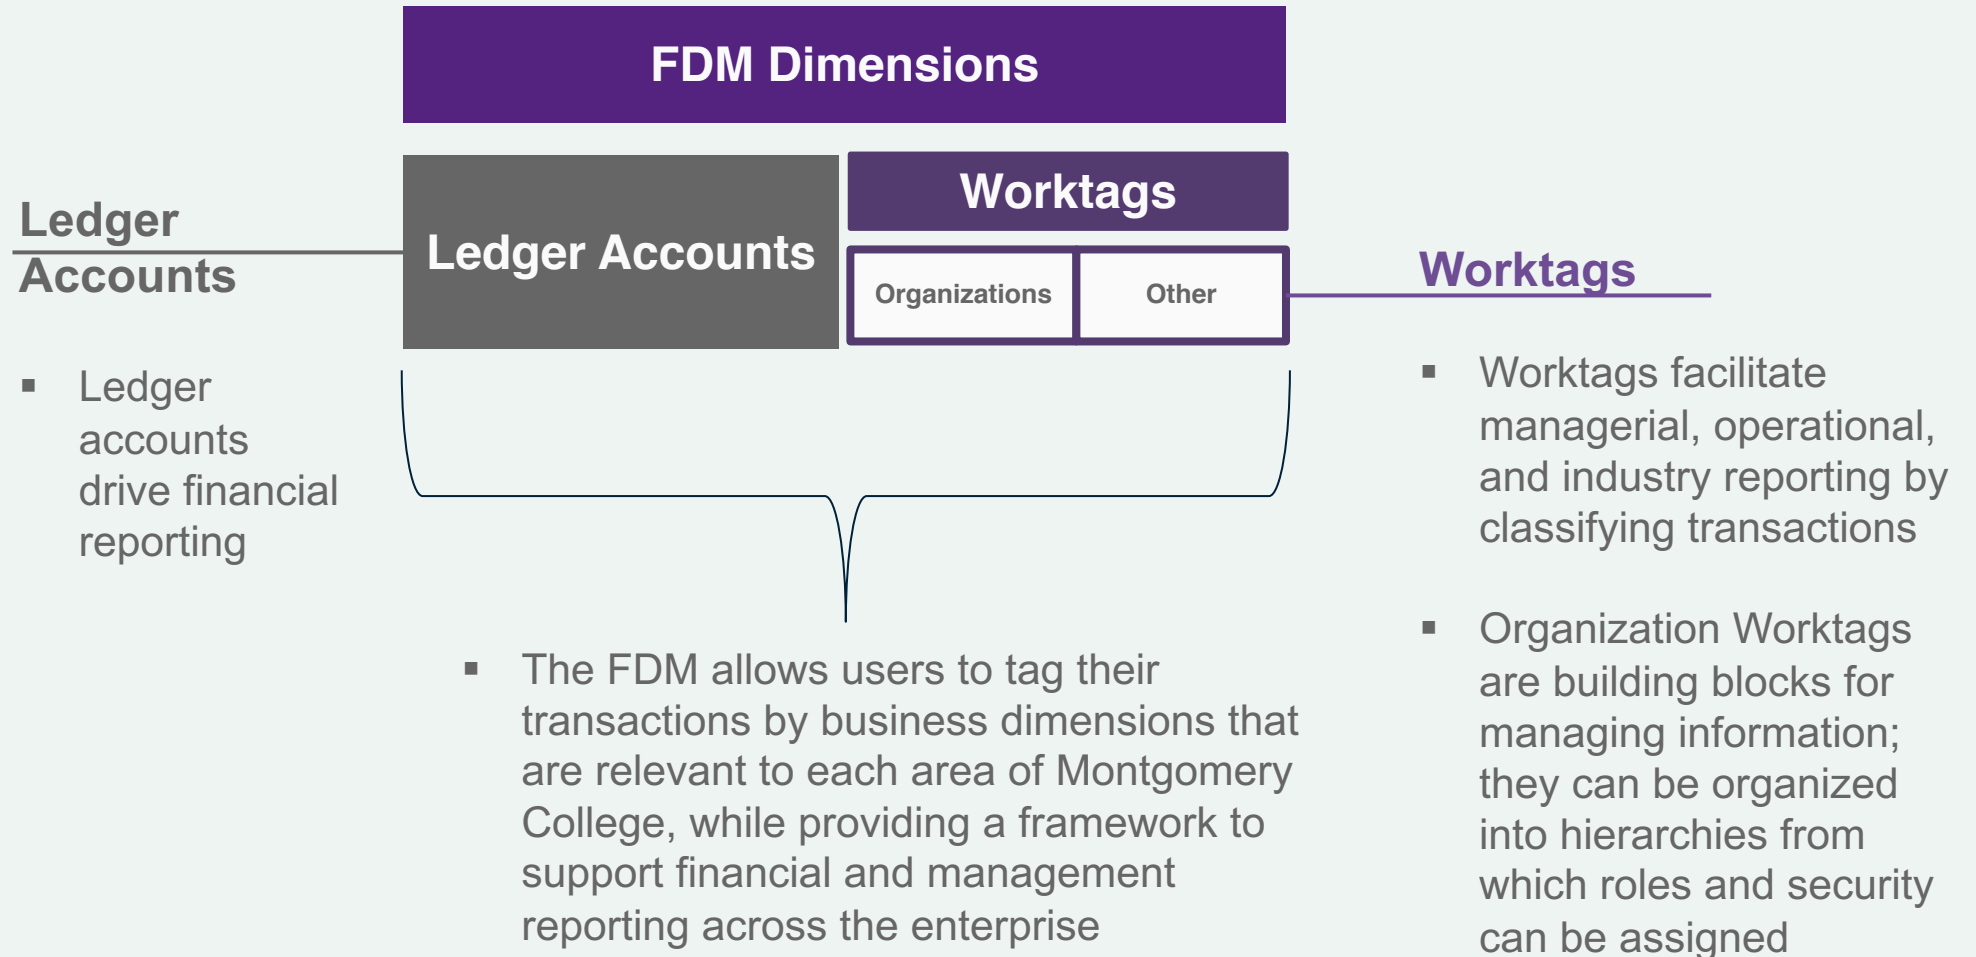 FDM Dimensions
Ledger
Accounts
Ledger Accounts
Worktags
Organizations
Other
Worktags
▪ Ledger
accounts
drive financial
reporting
▪ The FDM allows users to tag their
transactions by business dimensions that
are relevant to each area of Montgomery
College, while providing a framework to
support financial and management
reporting across the enterprise
▪ Worktags facilitate
managerial, operational,
and industry reporting by
classifying transactions
▪ Organization Worktags
are building blocks for
managing information;
they can be organized
into hierarchies from
which roles and security
can be assigned